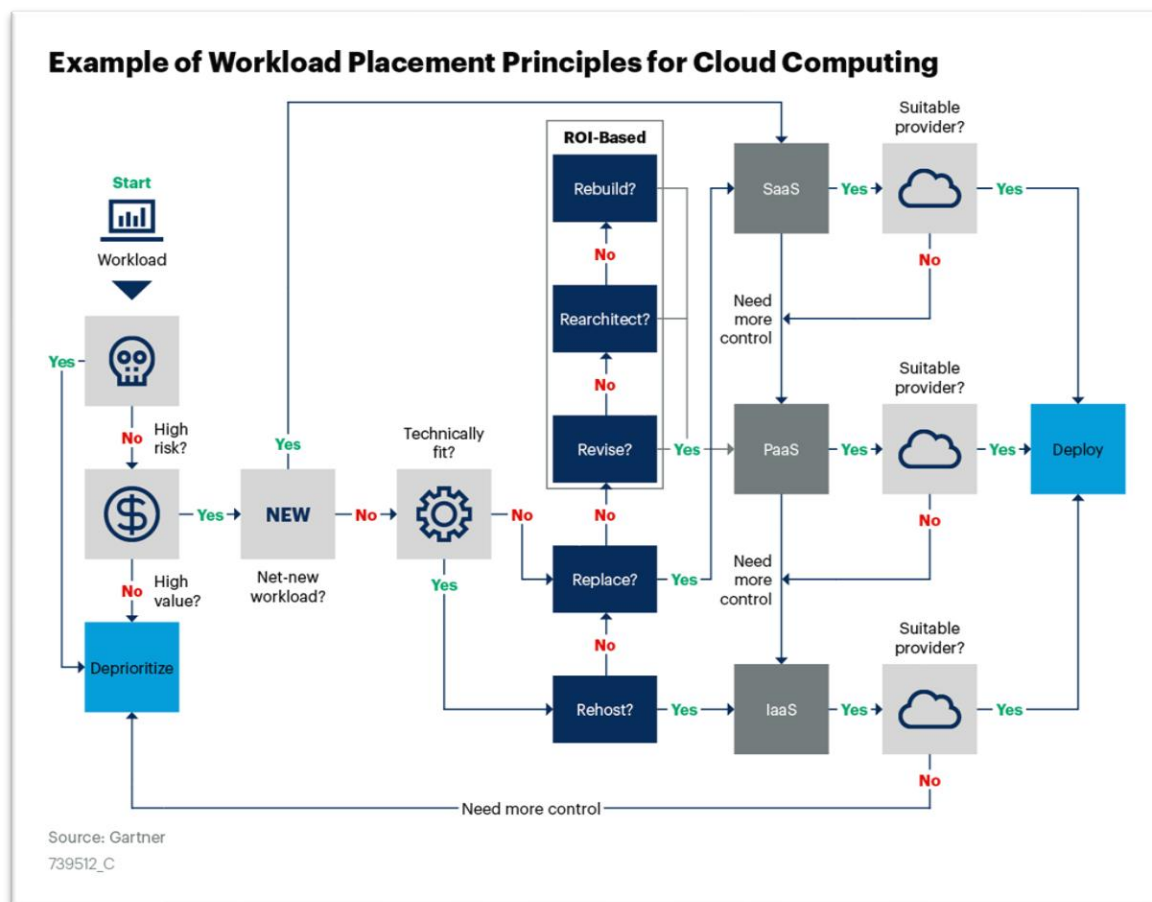 Example of Workload Placement Principles for Cloud Computing
Start
Workload
Yes
No
High
risk?
$
Yes
No
High
value?
Deprioritize
Yes
NEW
Net-new
workload?
No
Technically
fit?
No
Yes
ROI-Based
Rebuild?
No
Rearchitect?
No
Revise?
Yes
No
Replace?
Yes
No
Rehost?
Yes
SaaS
Yes
Suitable
provider?
Yes
No
Need
more
control
PaaS
Yes
Suitable
provider?
Yes
No
Need
more
control
IaaS
Yes
Suitable
provider?
Yes
No
Deploy
Need more control
Source: Gartner
739512_C